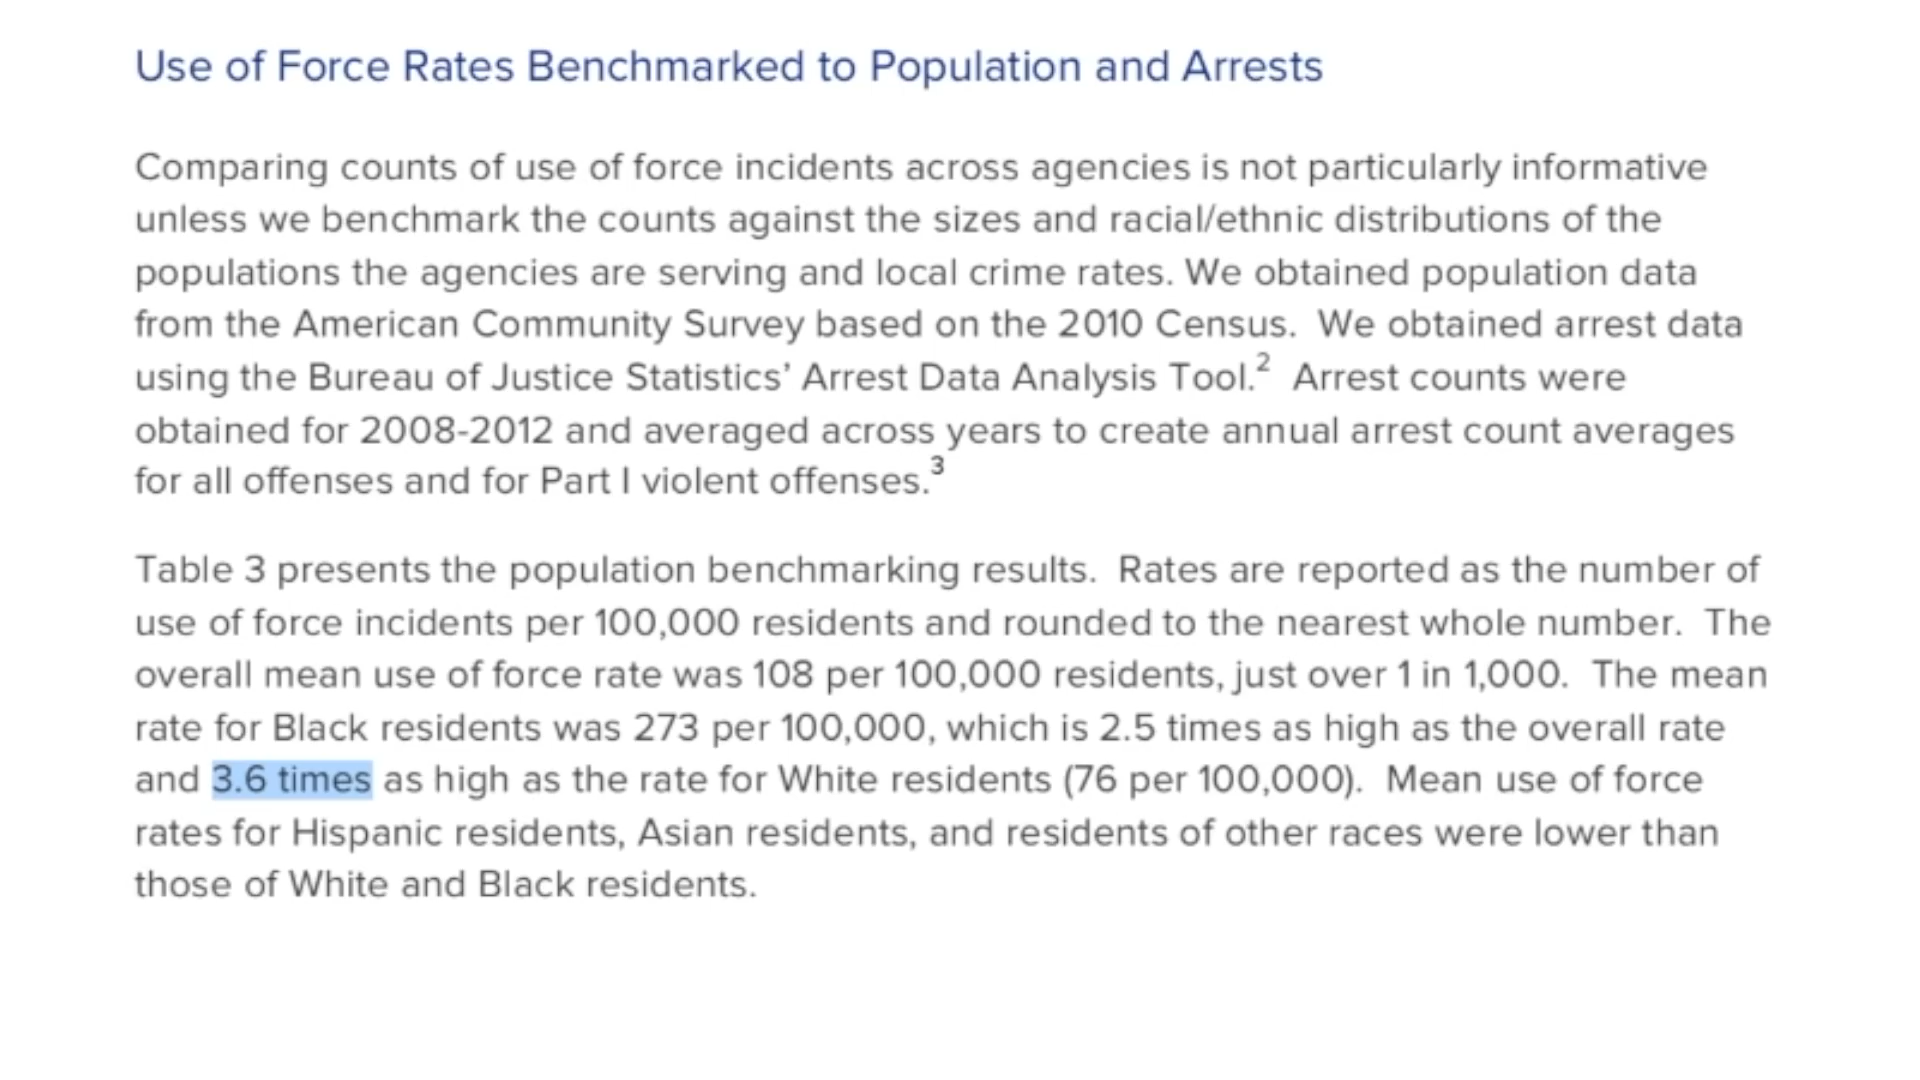 Use of Force Rates Benchmarked to Population and Arrests
Comparing counts of use of force incidents across agencies is not particularly informative
unless we benchmark the counts against the sizes and racial/ethnic distributions of the
populations the agencies are serving and local crime rates. We obtained population data
from the American Community Survey based on the 2010 Census.  We obtained arrest data
using the Bureau of Justice Statistics’ Arrest Data Analysis Tool.²  Arrest counts were
obtained for 2008-2012 and averaged across years to create annual arrest count averages
for all offenses and for Part I violent offenses.³
Table 3 presents the population benchmarking results.  Rates are reported as the number of
use of force incidents per 100,000 residents and rounded to the nearest whole number.  The
overall mean use of force rate was 108 per 100,000 residents, just over 1 in 1,000.  The mean
rate for Black residents was 273 per 100,000, which is 2.5 times as high as the overall rate
and 3.6 times as high as the rate for White residents (76 per 100,000).  Mean use of force
rates for Hispanic residents, Asian residents, and residents of other races were lower than
those of White and Black residents.